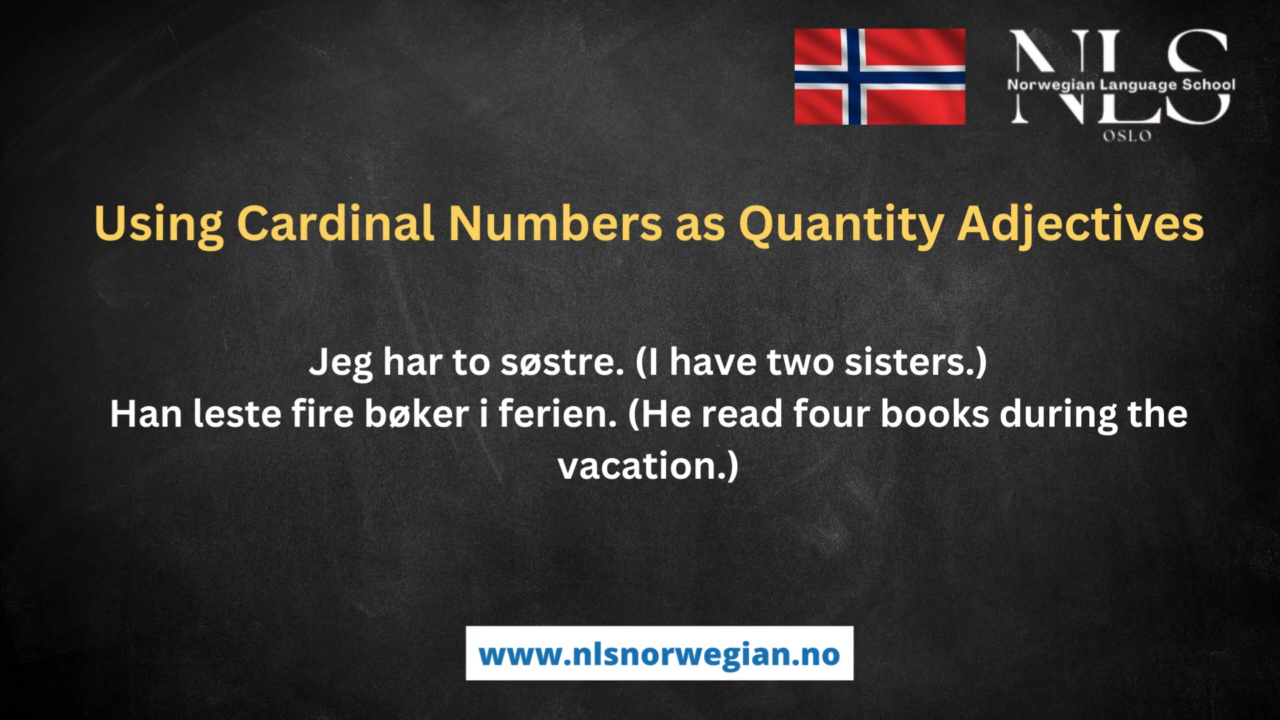 NLS
Norwegian Language School
OSLO
Using Cardinal Numbers as Quantity Adjectives
Jeg har to søstre. (I have two sisters.)
Han leste fire bøker i ferien. (He read four books during the
vacation.)
www.nlsnorwegian.no